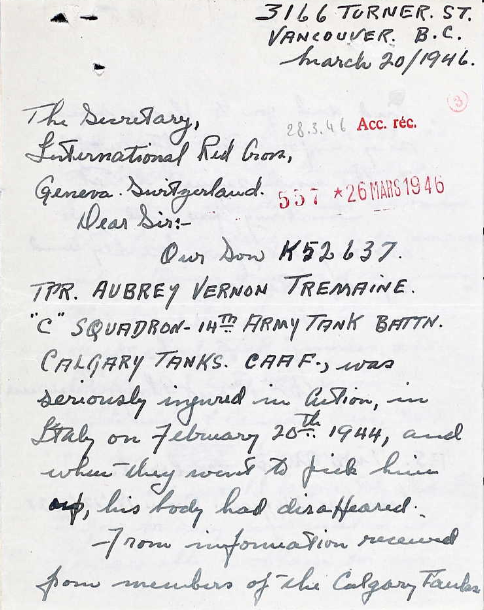 3166 TURNER. ST.
VANCOUVER. B.C.
March 20/1946.
3
The Secretary,
28.3.46 Acc. réc.
International Red Cross,
Geneva. Switzerland.
557 *26 MARS 1946
Dear Sir:-
Our Son K52637.
TPR. AUBREY VERNON TREMAINE.
"C" SQUADRON - 14TH ARMY TANK BATTN.
CALGARY TANKS. CAAF., was
seriously injured in Action, in
Italy on February 20th 1944, and
when they went to pick him
up, his body had disappeared.
From information received
from members of the Calgary Tanks